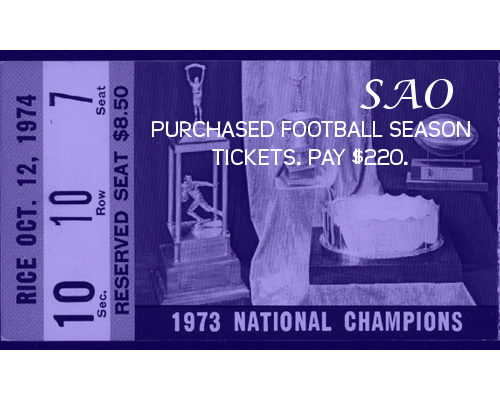 RICE OCT. 12, 1974
10 10 7
Sec. Row Seat
RESERVED SEAT $8.50
SAO
PURCHASED FOOTBALL SEASON
TICKETS. PAY $220.
1973 NATIONAL CHAMPIONS